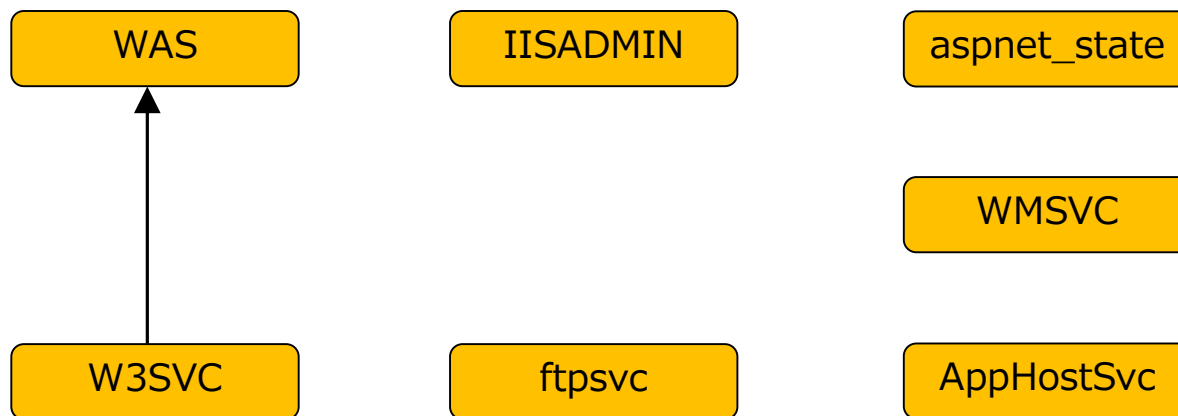 WAS
IISADMIN
aspnet_state
WMSVC
W3SVC
ftpsvc
AppHostSvc